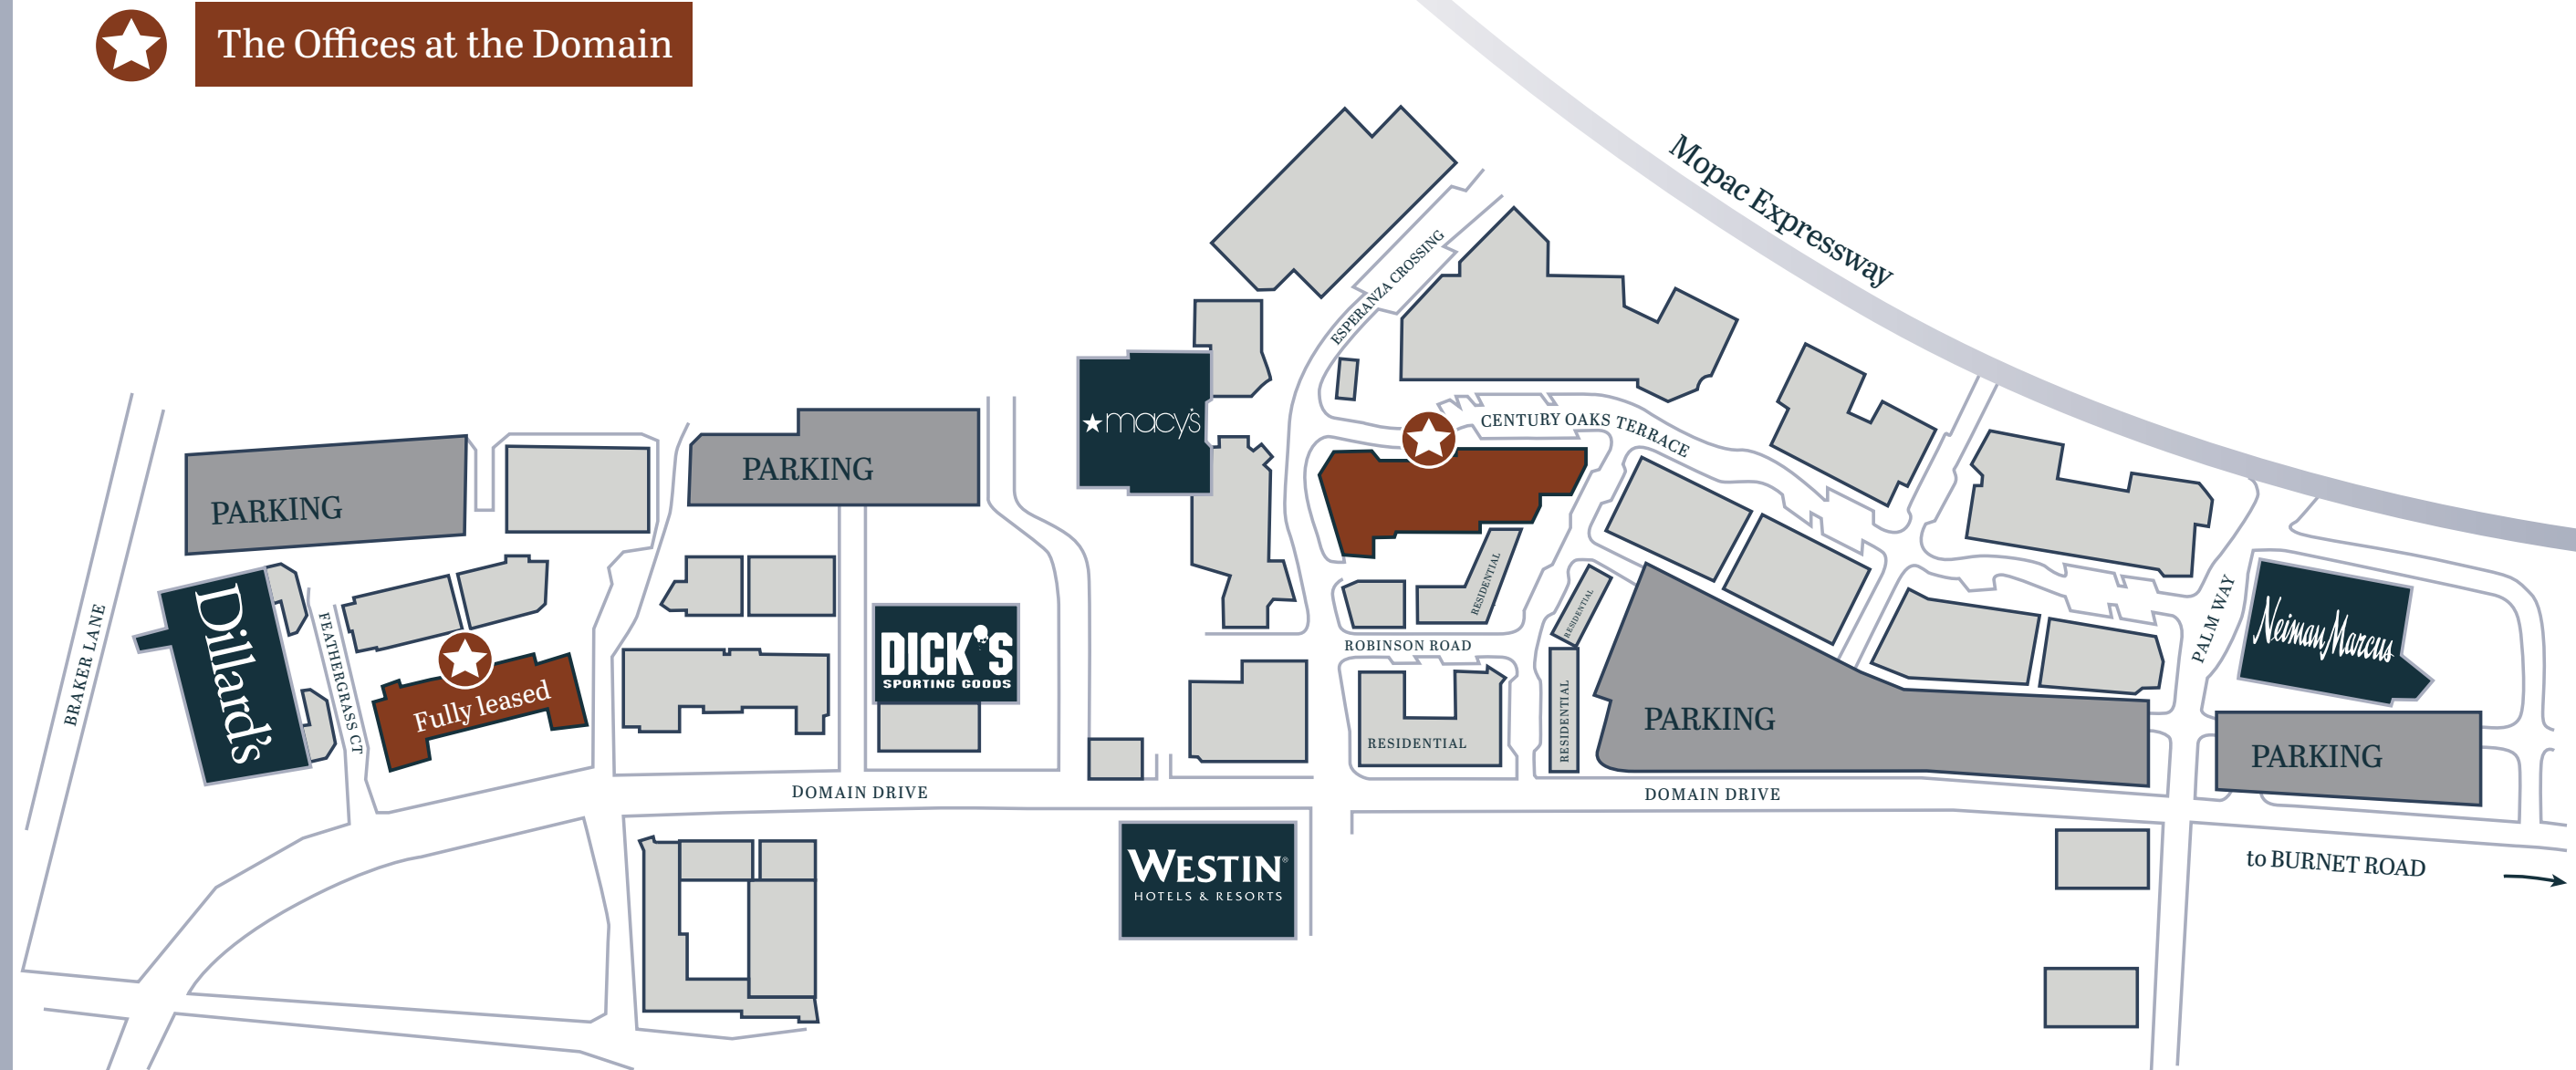 The Offices at the Domain
Mopac Expressway
ESPERANZA CROSSING
macy's
CENTURY OAKS TERRACE
PARKING
PARKING
BRAKER LANE
Dillard's
FEATHERGRASS CT
Fully leased
DICK'S
SPORTING GOODS
RESIDENTIAL
RESIDENTIAL
ROBINSON ROAD
RESIDENTIAL
RESIDENTIAL
PARKING
PALM WAY
Neiman Marcus
PARKING
DOMAIN DRIVE
DOMAIN DRIVE
WESTIN®
HOTELS & RESORTS
to BURNET ROAD